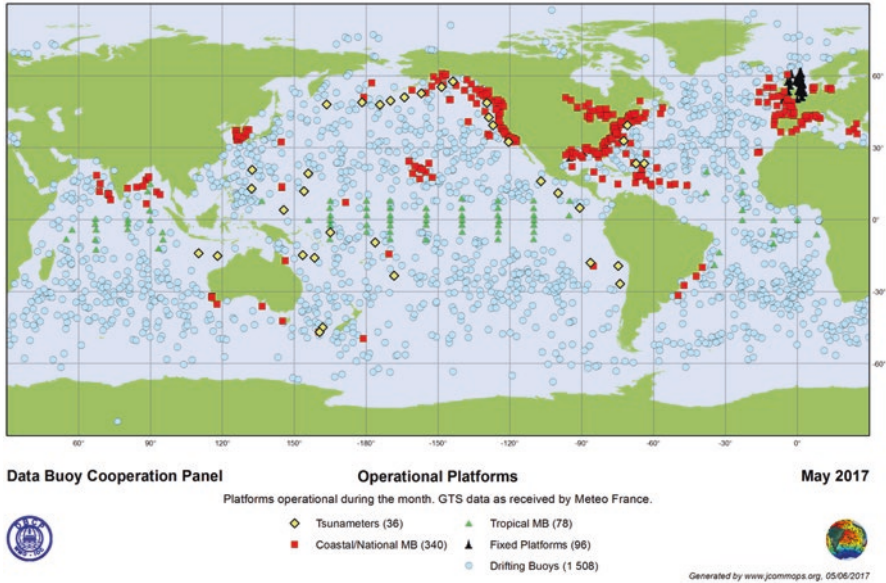 60°
30°
0°
-30°
-60°
60° 90° 120° 150° 180° -150° -120° -90° -60° -30° 0°
Data Buoy Cooperation Panel Operational Platforms May 2017
Platforms operational during the month. GTS data as received by Meteo France.
Tsunameters (36) Tropical MB (78)
Coastal/National MB (340) Fixed Platforms (96)
Drifting Buoys (1 508)
DBCP
Generated by www.jcommops.org, 05/06/2017